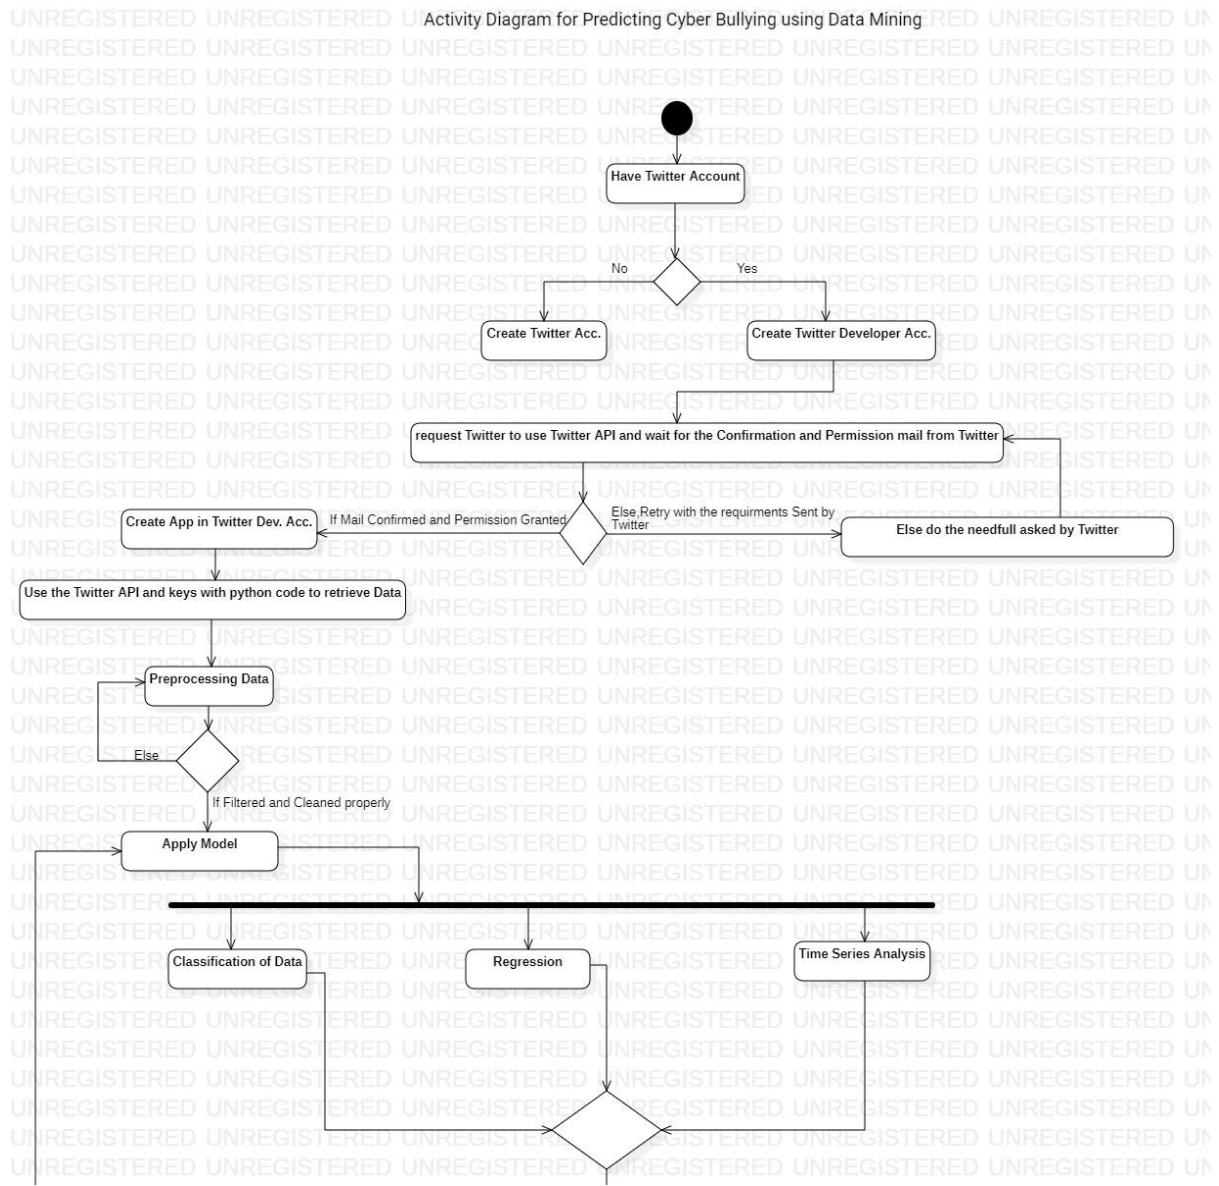 Activity Diagram for Predicting Cyber Bullying using Data Mining
Have Twitter Account
No
Yes
Create Twitter Acc.
Create Twitter Developer Acc.
request Twitter to use Twitter API and wait for the Confirmation and Permission mail from Twitter
If Mail Confirmed and Permission Granted
Else,Retry with the requirments Sent by
Twitter
Create App in Twitter Dev. Acc.
Else do the needfull asked by Twitter
Use the Twitter API and keys with python code to retrieve Data
Preprocessing Data
Else
If Filtered and Cleaned properly
Apply Model
Classification of Data
Regression
Time Series Analysis
UNREGISTERED